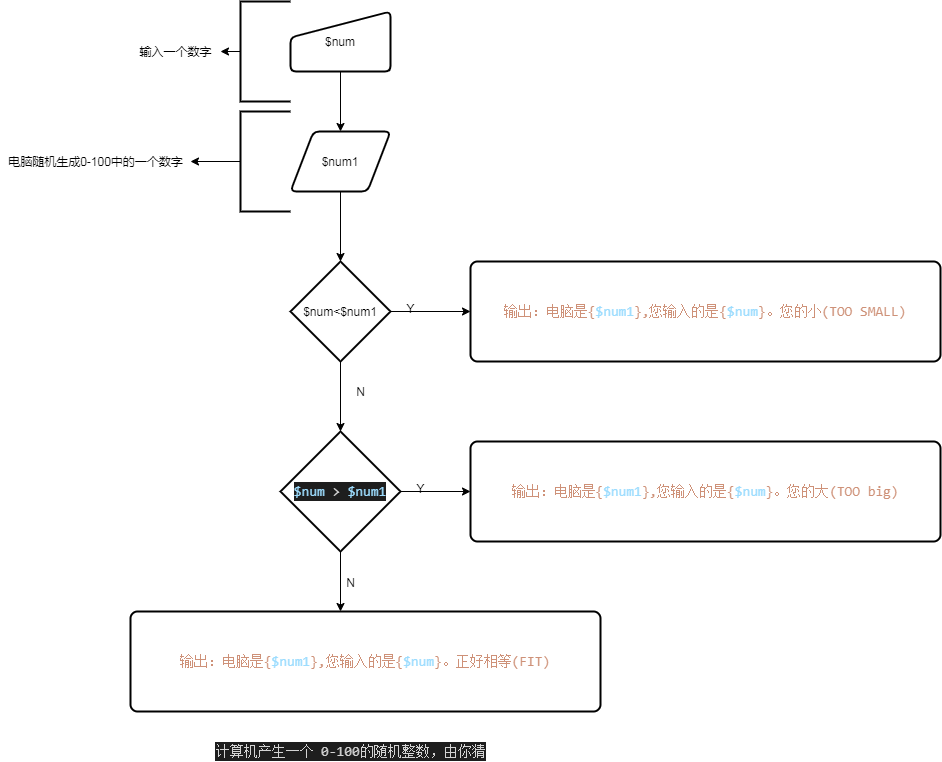 $num
输入一个数字
$num1
电脑随机生成0-100中的一个数字
$num<$num1
Y
输出：电脑是{$num1},您输入的是{$num}。您的小(TOO SMALL)
N
$num > $num1
Y
输出：电脑是{$num1},您输入的是{$num}。您的大(TOO big)
N
输出：电脑是{$num1},您输入的是{$num}。正好相等(FIT)
计算机产生一个 0-100的随机整数，由你猜